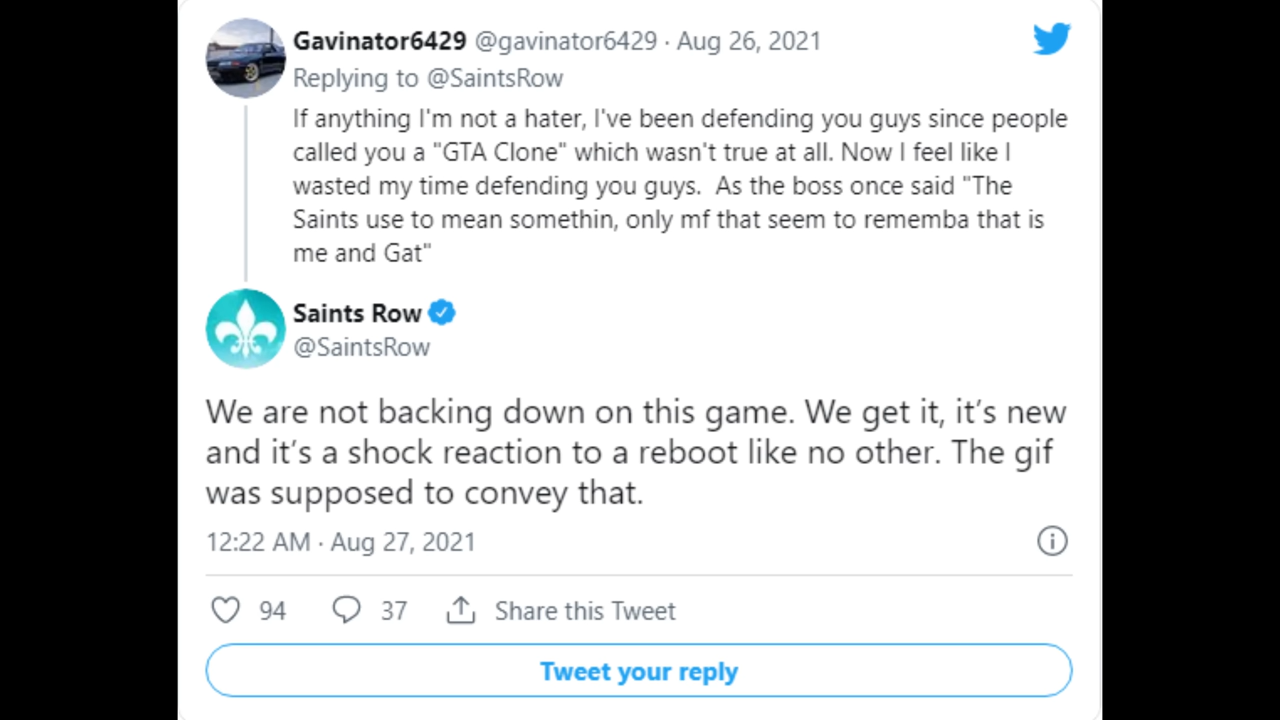 Gavinator6429 @gavinator6429 · Aug 26, 2021
Replying to @SaintsRow
If anything I'm not a hater, I've been defending you guys since people
called you a "GTA Clone" which wasn't true at all. Now I feel like I
wasted my time defending you guys.  As the boss once said "The
Saints use to mean somethin, only mf that seem to rememba that is
me and Gat"
Saints Row
@SaintsRow
We are not backing down on this game. We get it, it’s new
and it’s a shock reaction to a reboot like no other. The gif
was supposed to convey that.
12:22 AM · Aug 27, 2021
94 37 Share this Tweet
Tweet your reply